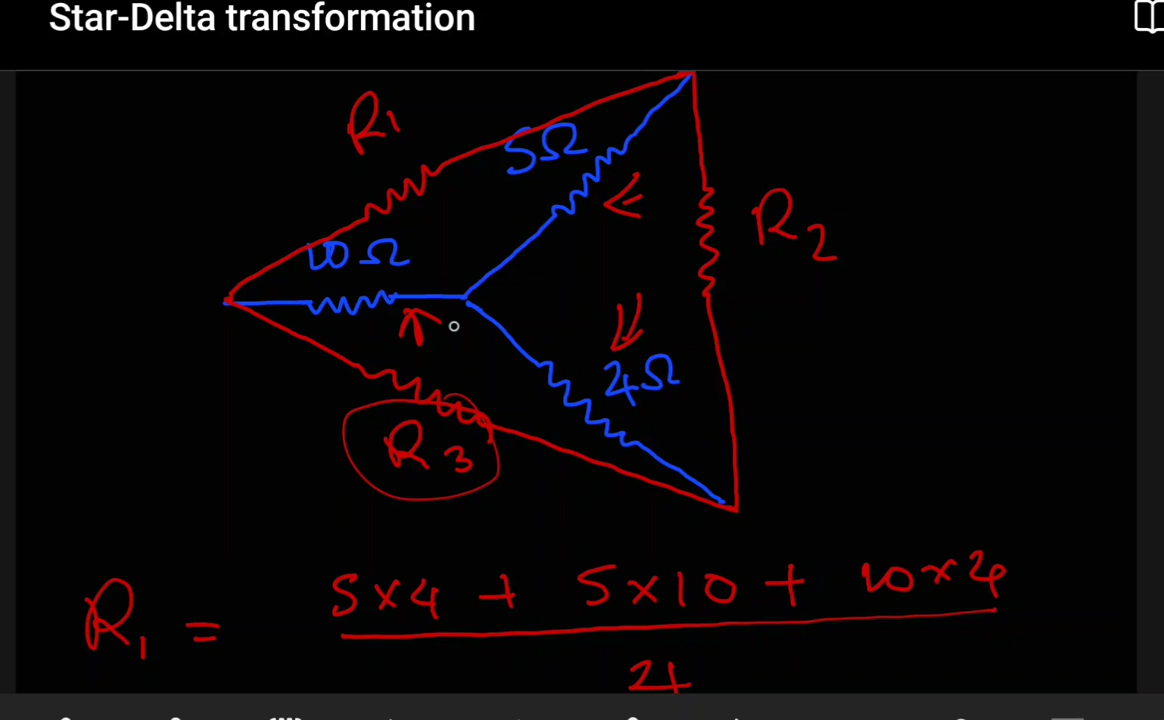 Star-Delta transformation
R1
5Ω
10Ω
R2
4Ω
R3
R1 = 5×4 + 5×10 + 10×4
4